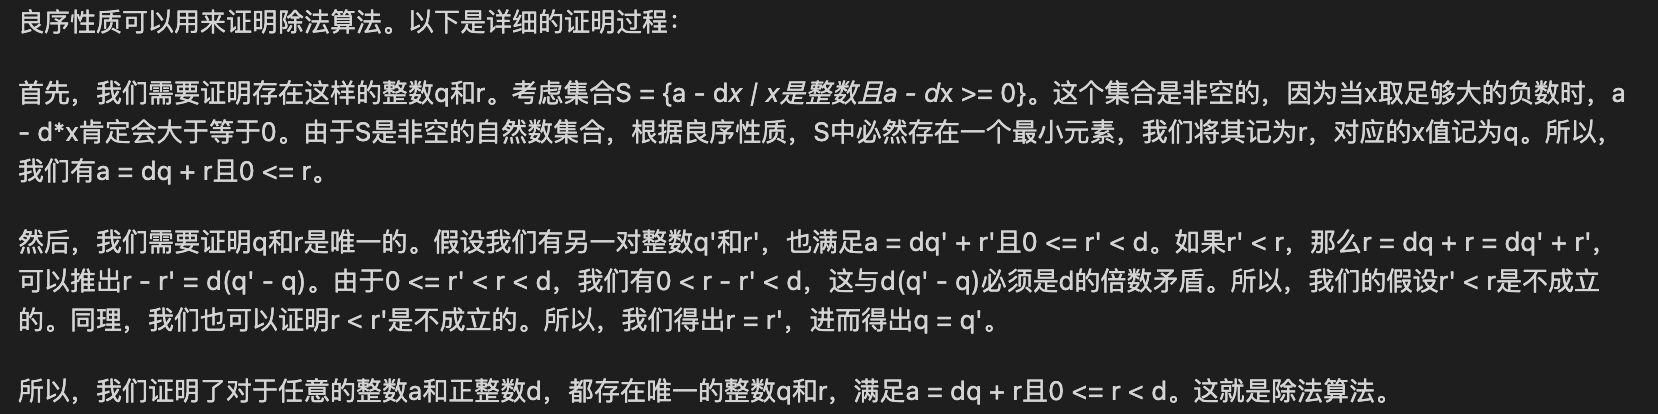 良序性质可以用来证明除法算法。以下是详细的证明过程：
首先，我们需要证明存在这样的整数q和r。考虑集合S = {a - dx | x是整数且a - dx >= 0}。这个集合是非空的，因为当x取足够大的负数时，a
- d*x肯定会大于等于0。由于S是非空的自然数集合，根据良序性质，S中必然存在一个最小元素，我们将其记为r，对应的x值记为q。所以，
我们有a = dq + r且0 <= r。
然后，我们需要证明q和r是唯一的。假设我们有另一对整数q'和r'，也满足a = dq' + r'且0 <= r' < d。如果r' < r，那么r = dq + r = dq' + r'，
可以推出r - r' = d(q' - q)。由于0 <= r' < r < d，我们有0 < r - r' < d，这与d(q' - q)必须是d的倍数矛盾。所以，我们的假设r' < r是不成立
的。同理，我们也可以证明r < r'是不成立的。所以，我们得出r = r'，进而得出q = q'。
所以，我们证明了对于任意的整数a和正整数d，都存在唯一的整数q和r，满足a = dq + r且0 <= r < d。这就是除法算法。